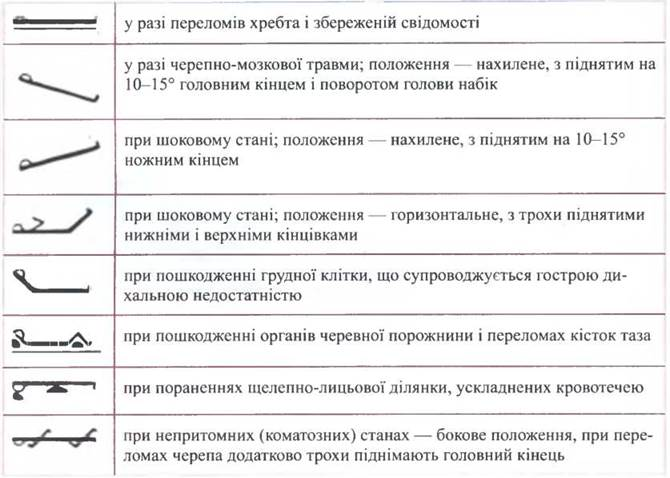 у разі переломів хребта і збереженій свідомості
у разі черепно-мозкової травми; положення — нахилене, з піднятим на
10–15° головним кінцем і поворотом голови набік
при шоковому стані; положення — нахилене, з піднятим на 10–15°
ножним кінцем
при шоковому стані; положення — горизонтальне, з трохи піднятими
нижніми і верхніми кінцівками
при пошкодженні грудної клітки, що супроводжується гострою ди-
хальною недостатністю
при пошкодженні органів черевної порожнини і переломах кісток таза
при пораненнях щелепно-лицьової ділянки, ускладнених кровотечею
при непритомних (коматозних) станах — бокове положення, при пере-
ломах черепа додатково трохи піднімають головний кінець